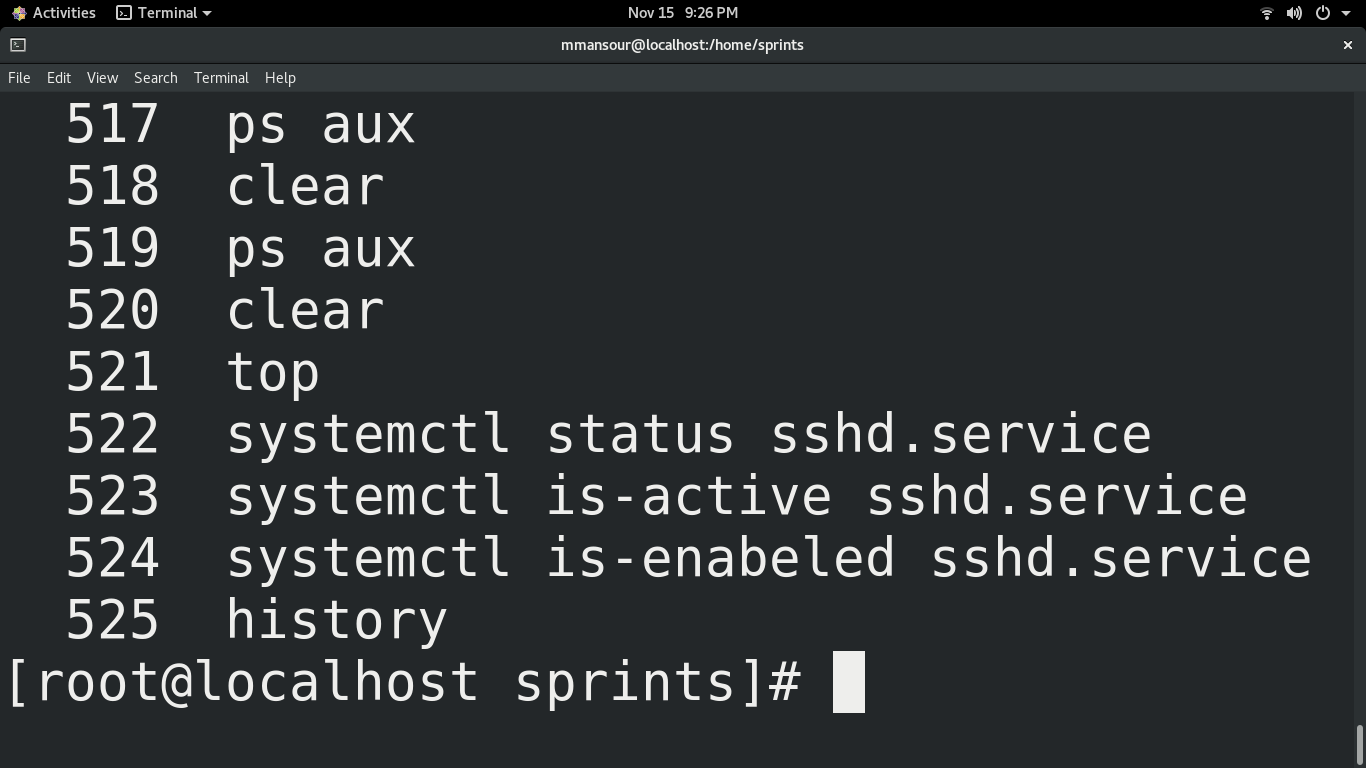 Activities Terminal Nov 15 9:26 PM
mmansour@localhost:/home/sprints
File Edit View Search Terminal Help
517 ps aux
518 clear
519 ps aux
520 clear
521 top
522 systemctl status sshd.service
523 systemctl is-active sshd.service
524 systemctl is-enabeled sshd.service
525 history
[root@localhost sprints]#